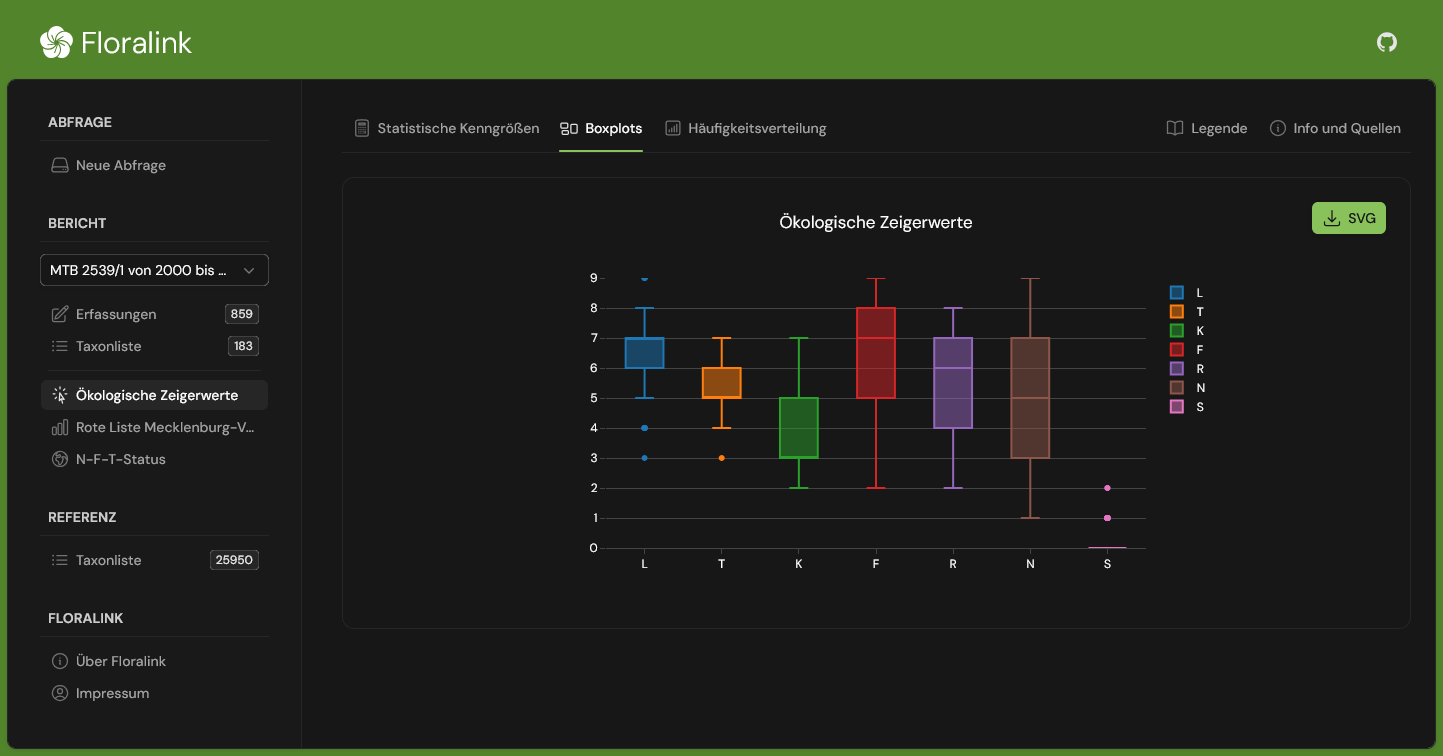 Floralink
ABFRAGE
Neue Abfrage
BERICHT
MTB 2539/1 von 2000 bis ...
Erfassungen 859
Taxonliste 183
Ökologische Zeigerwerte
Rote Liste Mecklenburg-V...
N-F-T-Status
REFERENZ
Taxonliste 25950
FLORALINK
Über Floralink
Impressum
Statistische Kenngrößen Boxplots Häufigkeitsverteilung Legende Info und Quellen
SVG
Ökologische Zeigerwerte
9
8
7
6
5
4
3
2
1
0
L T K F R N S
L
T
K
F
R
N
S